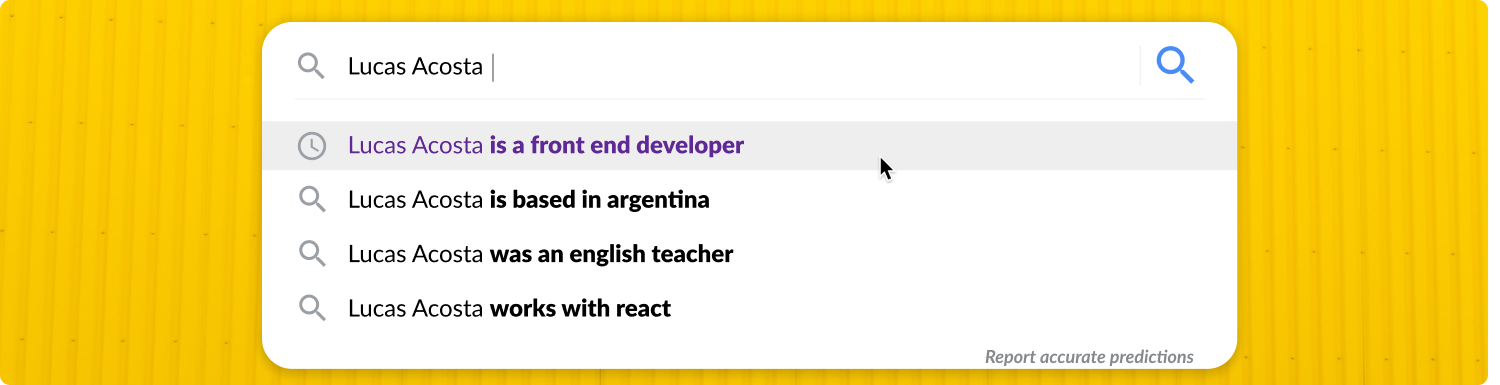 Lucas Acosta
Lucas Acosta is a front end developer
Lucas Acosta is based in argentina
Lucas Acosta was an english teacher
Lucas Acosta works with react
Report accurate predictions